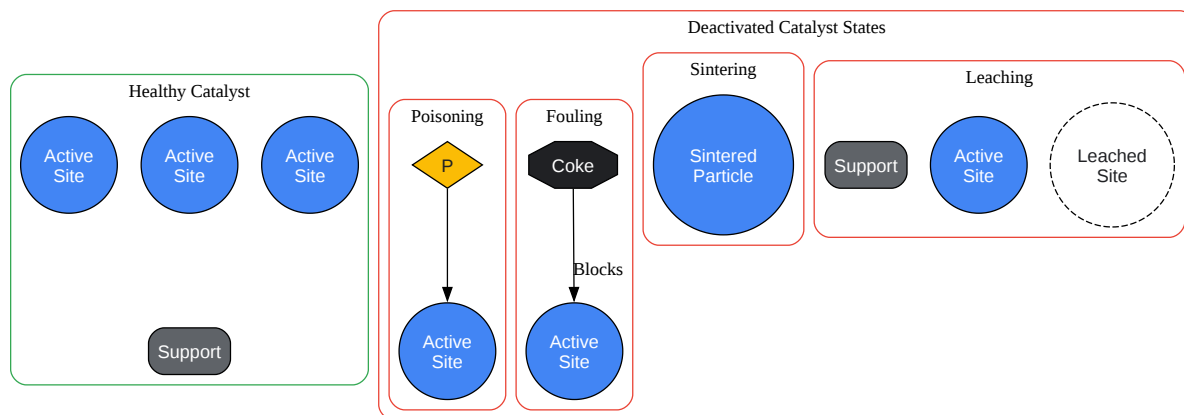 Deactivated Catalyst States
Healthy Catalyst
Active
Site
Active
Site
Active
Site
Support
Poisoning
P
Active
Site
Fouling
Coke
Blocks
Active
Site
Sintering
Sintered
Particle
Leaching
Support
Active
Site
Leached
Site